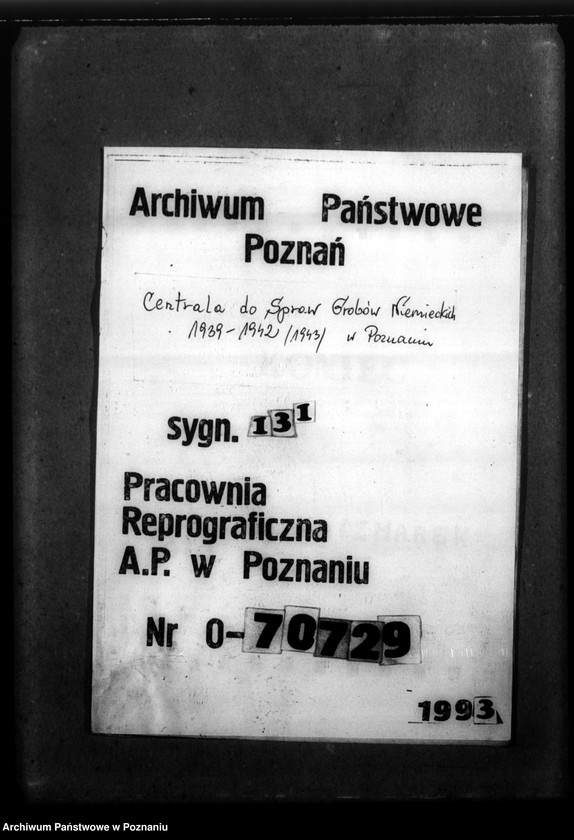 Archiwum Państwowe
Poznań
Centrala do Spraw Grobów Niemieckich
1939-1942 /1943/ w Poznaniu
sygn. 13¹
Pracownia
Reprograficzna
A.P. w Poznaniu
Nr O-70729
1993
Archiwum Państwowe w Poznaniu